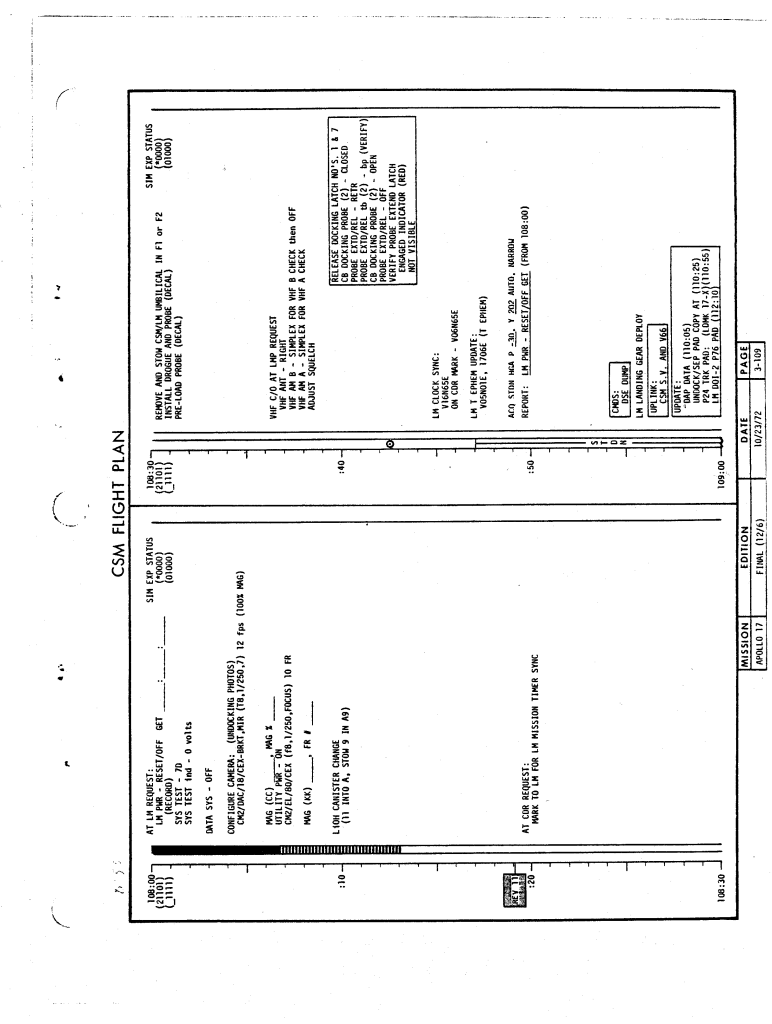 CSM FLIGHT PLAN
108:00
(21101)
(_1111)
:10
REV 11
:20
108:30
AT LM REQUEST:
LM PWR - RESET/OFF GET ___:___:___
(RECORD)
SYS TEST - 7D
SYS TEST ind - 0 volts
SIM EXP STATUS
(*0000)
(01000)
DATA SYS - OFF
CONFIGURE CAMERA: (UNDOCKING PHOTOS)
CM2/DAC/18/CEX-BRKT,MIR (T8,1/250,7) 12 fps (100% MAG)
MAG (CC) ____, MAG % ____
UTILITY PWR - ON
CM2/EL/80/CEX (f8,1/250,FOCUS) 10 FR
MAG (KK) ____, FR # ____
LIOH CANISTER CHANGE
(11 INTO A, STOW 9 IN A9)
AT CDR REQUEST:
MARK TO LM FOR LM MISSION TIMER SYNC
108:30
(21101)
(_1111)
:40
:50
109:00
S T D N
REMOVE AND STOW CSM/LM UMBILICAL IN F1 or F2
INSTALL DROGUE AND PROBE (DECAL)
PRE-LOAD PROBE (DECAL)
SIM EXP STATUS
(*0000)
(01000)
VHF C/O AT LMP REQUEST
VHF ANT - RIGHT
VHF AM B - SIMPLEX FOR VHF B CHECK then OFF
VHF AM A - SIMPLEX FOR VHF A CHECK
ADJUST SQUELCH
RELEASE DOCKING LATCH NO'S. 1 & 7
CB DOCKING PROBE (2) - CLOSED
PROBE EXTD/REL - RETR
PROBE EXTD/REL tb (2) - bp (VERIFY)
CB DOCKING PROBE (2) - OPEN
PROBE EXTD/REL - OFF
VERIFY PROBE EXTEND LATCH
ENGAGED INDICATOR (RED)
NOT VISIBLE
LM CLOCK SYNC:
V16N65E
ON CDR MARK - V06N65E
LM T EPHEM UPDATE:
V05N01E, 1706E (T EPHEM)
ACQ STDN HGA P -30, Y 202 AUTO, NARROW
REPORT: LM PWR - RESET/OFF GET (FROM 108:00)
CMDS:
DSE DUMP
LM LANDING GEAR DEPLOY
UPLINK:
CSM S.V. AND V66
UPDATE:
DAP DATA (110:05)
UNDOCK/SEP PAD COPY AT (110:25)
P24 TRK PAD: (LDMK 17-X)(110:55)
LM DOI-2 P76 PAD (112:10)
MISSION EDITION DATE PAGE
APOLLO 17 FINAL (12/6) 10/23/72 3-109